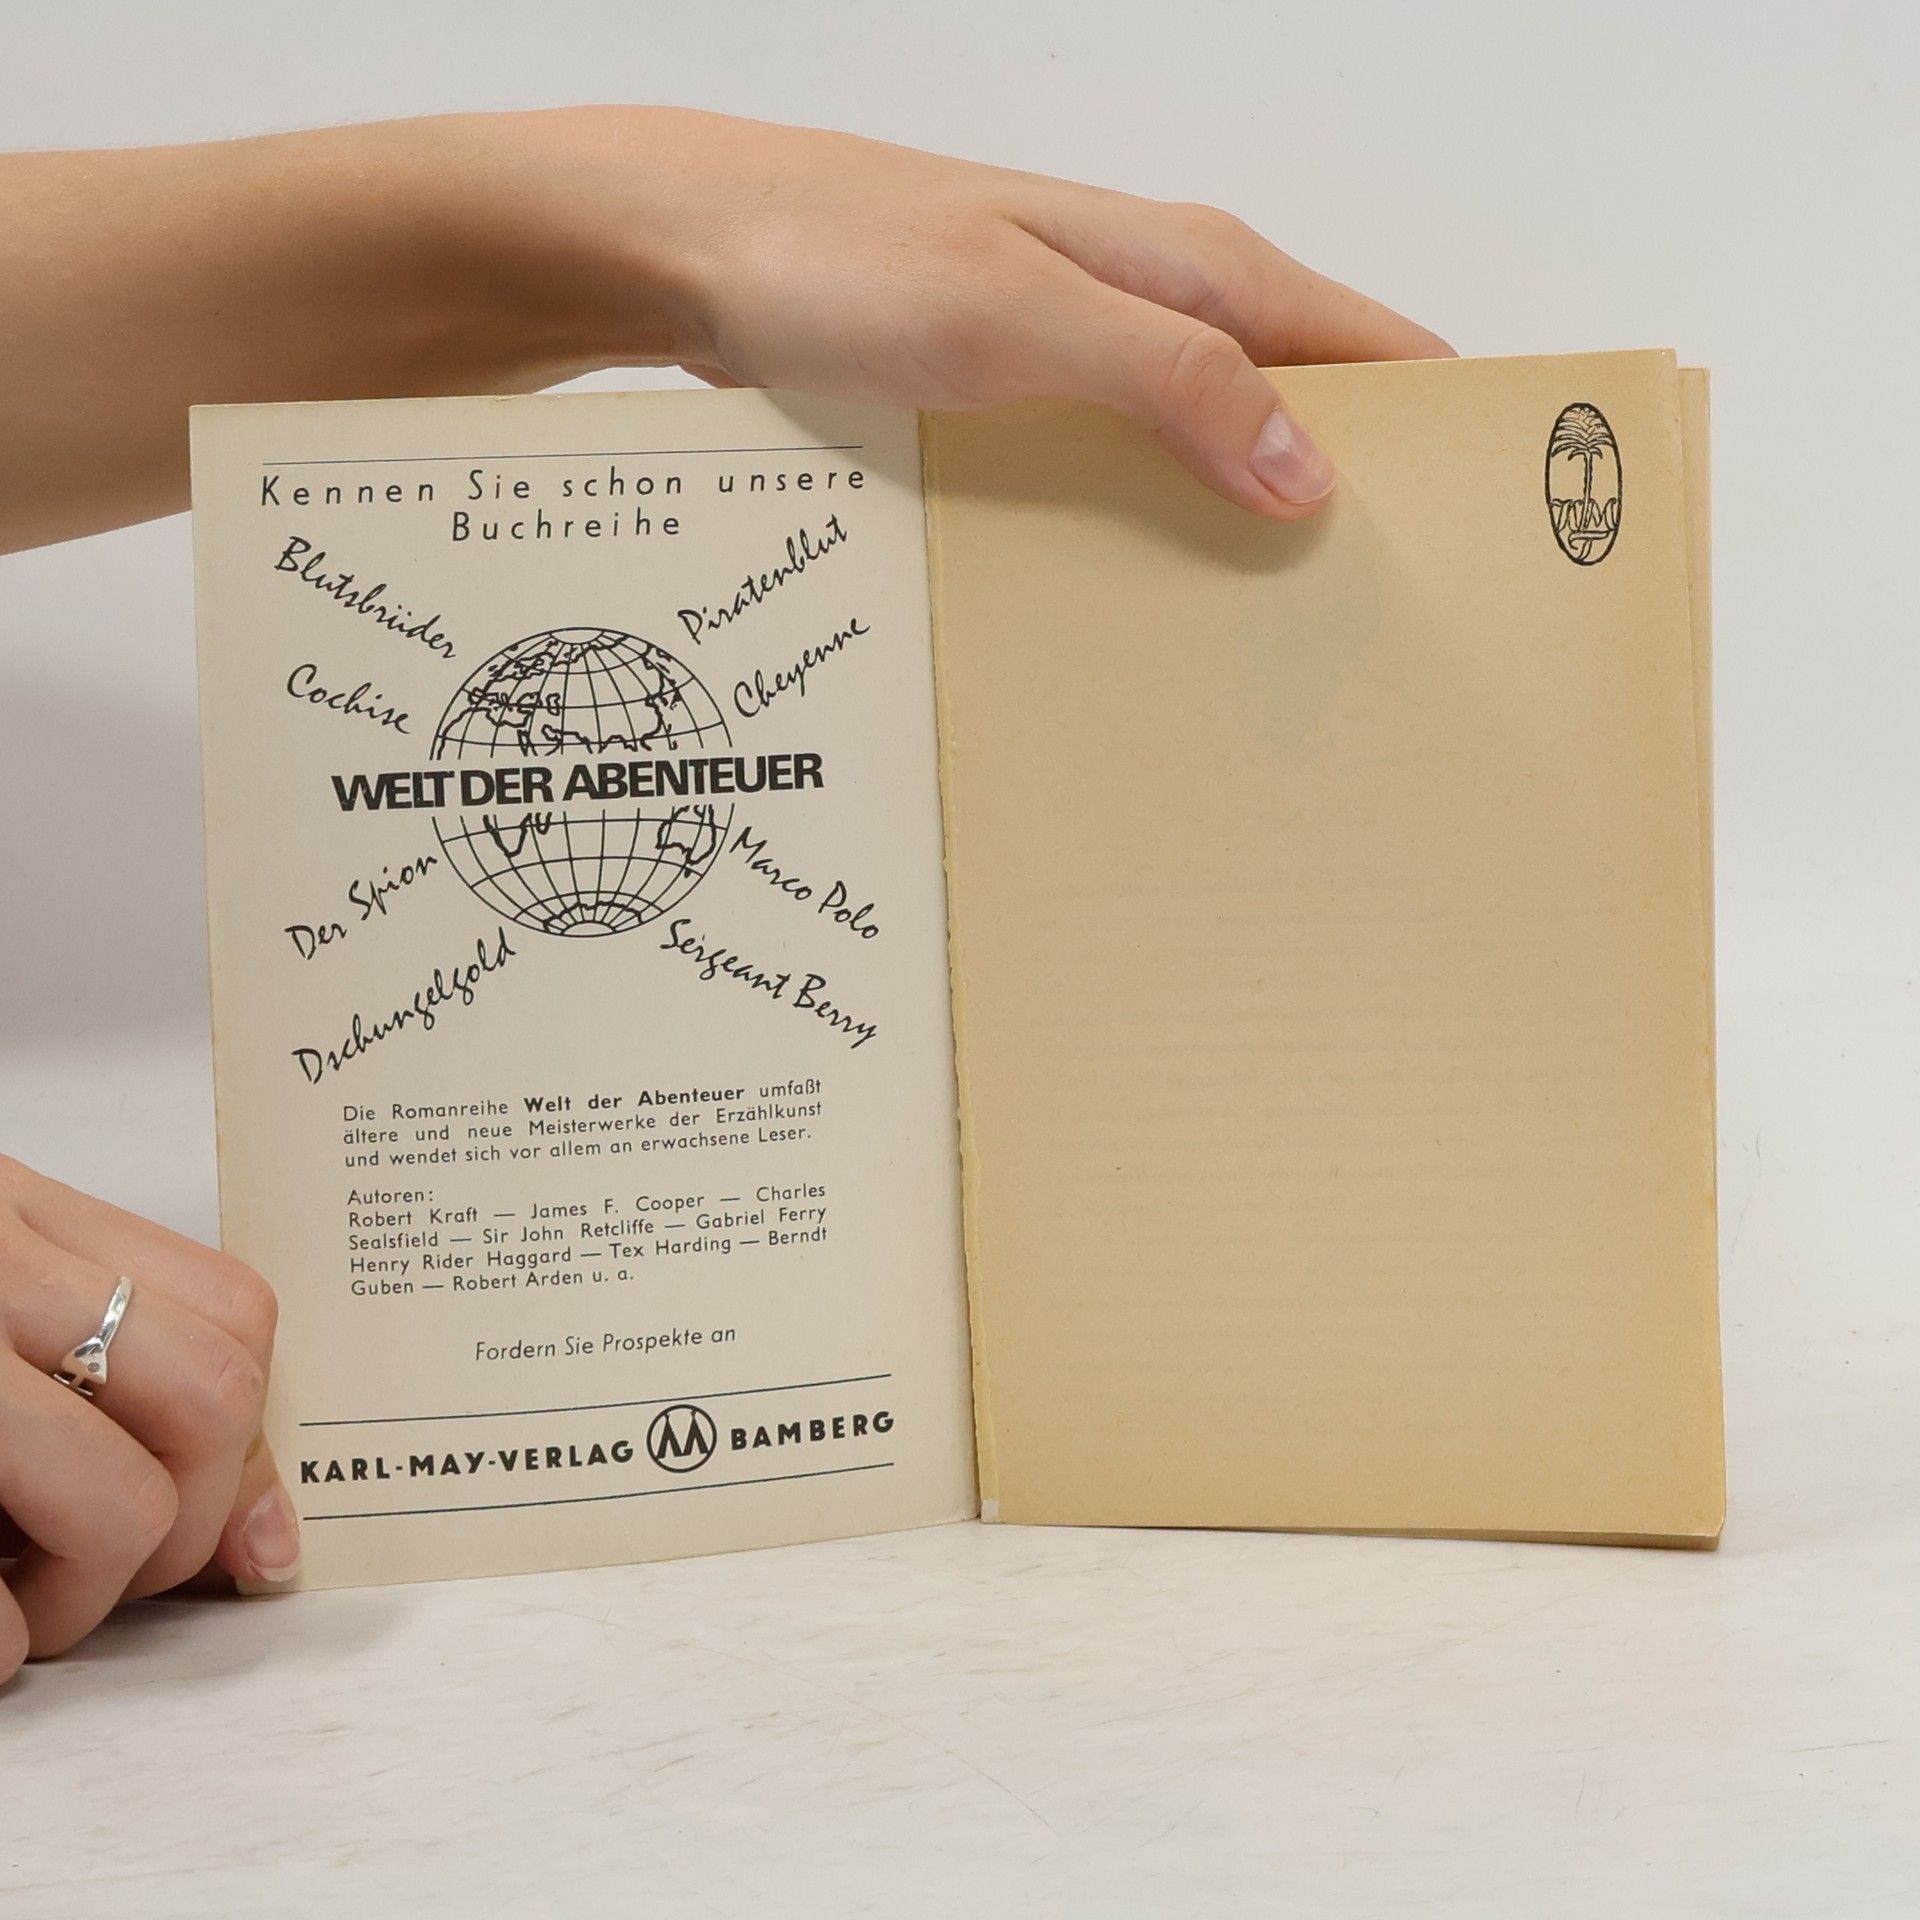 Kennen Sie schon unsere
Buchreihe
Blutsbrüder
Piratenblut
Cochise
Cheyenne
WELT DER ABENTEUER
Der Spion
Marco Polo
Dschungelgold
Sergeant Berry
Die Romanreihe Welt der Abenteuer umfaßt
ältere und neue Meisterwerke der Erzählkunst
und wendet sich vor allem an erwachsene Leser.
Autoren:
Robert Kraft — James F. Cooper — Charles
Sealsfield — Sir John Retcliffe — Gabriel Ferry
Henry Rider Haggard — Tex Harding — Berndt
Guben — Robert Arden u. a.
Fordern Sie Prospekte an
KARL-MAY-VERLAG BAMBERG